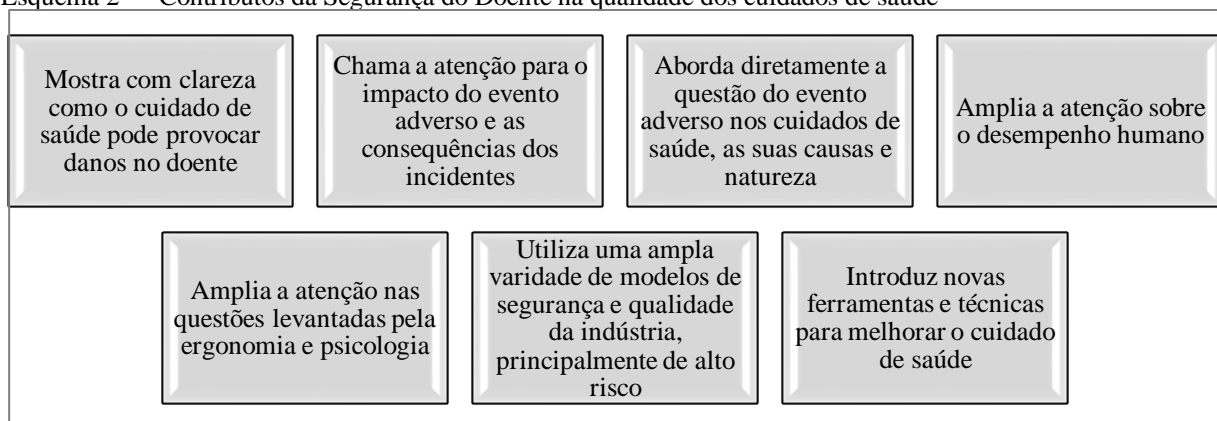 Esquema 2 — Contributos da Segurança do Doente na qualidade dos cuidados de saúde
Mostra com clareza
como o cuidado de
saúde pode provocar
danos no doente
Chama a atenção para o
impacto do evento
adverso e as
consequências dos
incidentes
Aborda diretamente a
questão do evento
adverso nos cuidados de
saúde, as suas causas e
natureza
Amplia a atenção sobre
o desempenho humano
Amplia a atenção nas
questões levantadas pela
ergonomia e psicologia
Utiliza uma ampla
varidade de modelos de
segurança e qualidade
da indústria,
principalmente de alto
risco
Introduz novas
ferramentas e técnicas
para melhorar o cuidado
de saúde